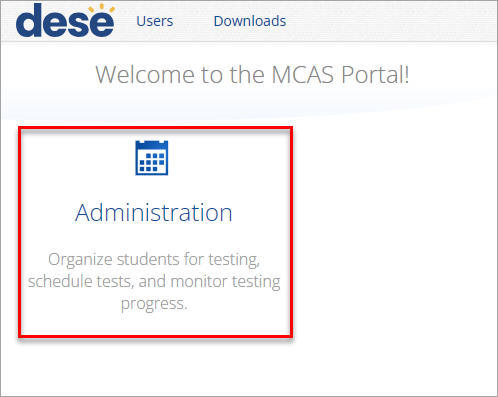 dese Users Downloads
Welcome to the MCAS Portal!
Administration
Organize students for testing,
schedule tests, and monitor testing
progress.